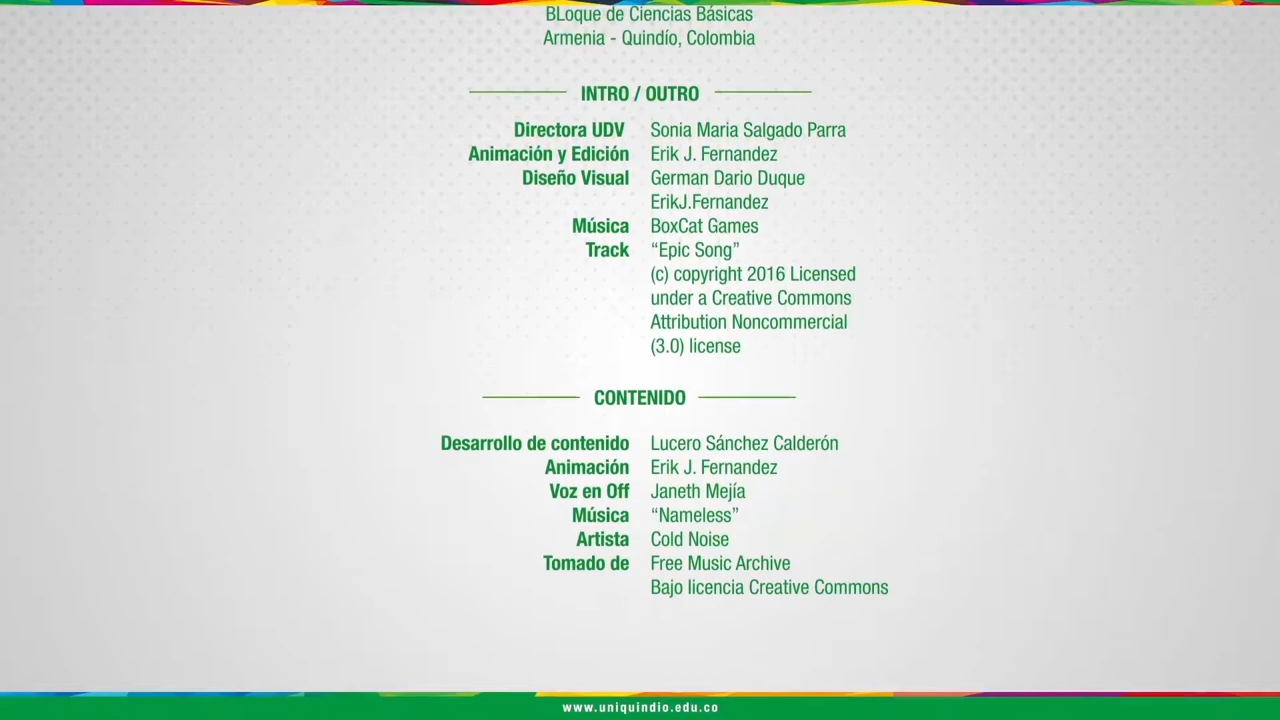 BLoque de Ciencias Básicas
Armenia - Quindío, Colombia
INTRO / OUTRO
Directora UDV Sonia Maria Salgado Parra
Animación y Edición Erik J. Fernandez
Diseño Visual German Dario Duque
ErikJ.Fernandez
Música BoxCat Games
Track “Epic Song”
(c) copyright 2016 Licensed
under a Creative Commons
Attribution Noncommercial
(3.0) license
CONTENIDO
Desarrollo de contenido Lucero Sánchez Calderón
Animación Erik J. Fernandez
Voz en Off Janeth Mejía
Música “Nameless”
Artista Cold Noise
Tomado de Free Music Archive
Bajo licencia Creative Commons
www.uniquindio.edu.co